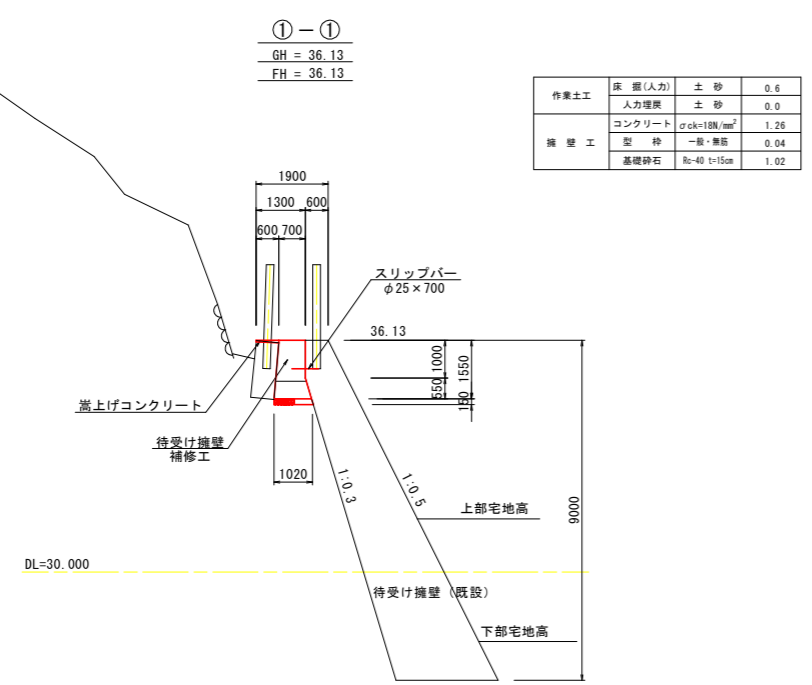 ①－①
GH = 36.13
FH = 36.13
作業土工 床 掘(人力) 土 砂 0.6
人力埋戻 土 砂 0.0
擁 壁 工 コンクリート σck=18N/mm² 1.26
型 枠 一般・無筋 0.04
基礎砕石 Rc-40 t=15cm 1.02
1900
1300 600
600 700
スリップバー
φ25×700
36.13
1000
1550
550
150
嵩上げコンクリート
待受け擁壁
補修工
1020
1:0.3
1:0.5
上部宅地高
9000
DL=30.000
待受け擁壁（既設）
下部宅地高